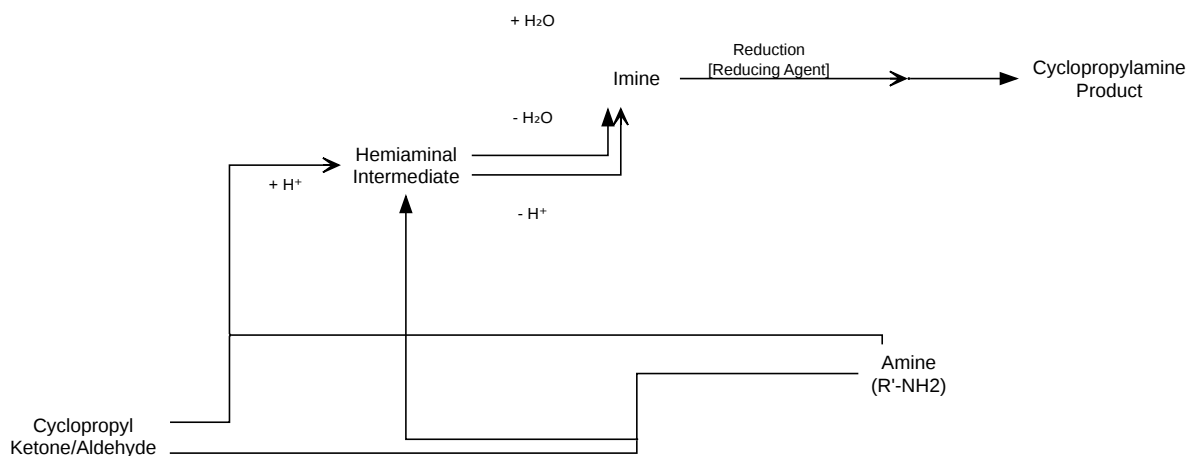 + H₂O
Reduction
[Reducing Agent]
Imine
Cyclopropylamine
Product
- H₂O
Hemiaminal
Intermediate
+ H⁺
- H⁺
Amine
(R'-NH2)
Cyclopropyl
Ketone/Aldehyde